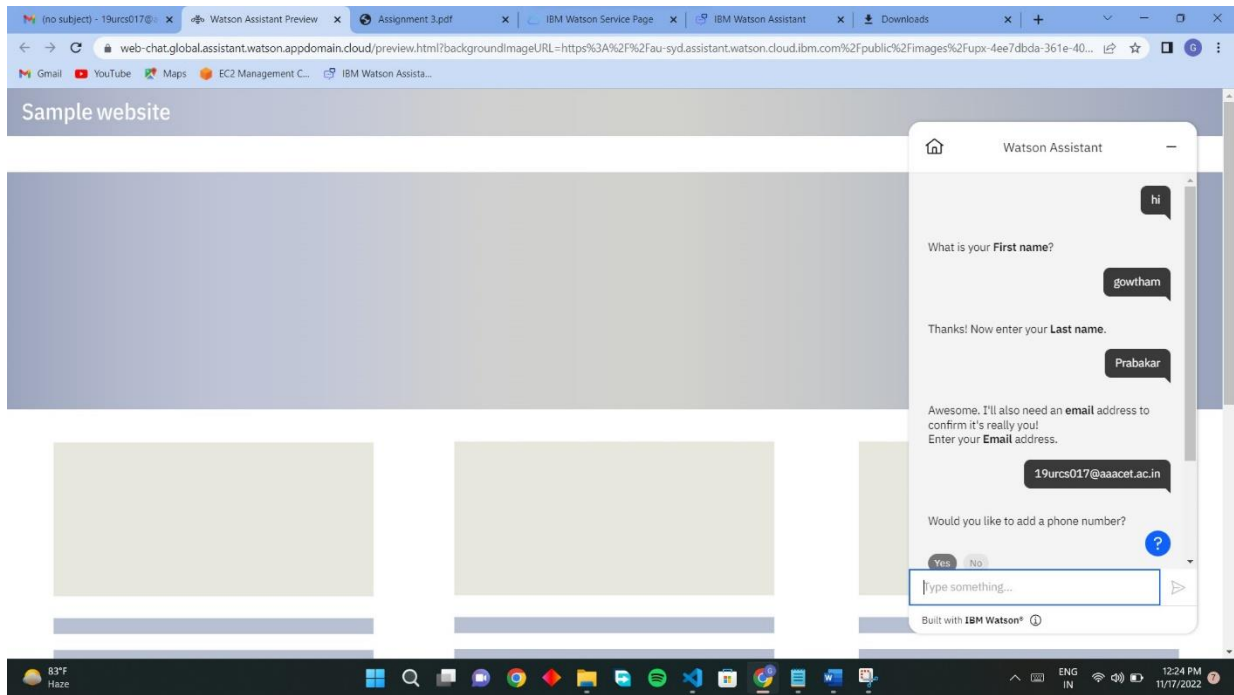 (no subject) - 19urcs017@
Watson Assistant Preview
Assignment 3.pdf
IBM Watson Service Page
IBM Watson Assistant
Downloads
web-chat.global.assistant.watson.appdomain.cloud/preview.html?backgroundImageURL=https%3A%2F%2Fau-syd.assistant.watson.cloud.ibm.com%2Fpublic%2Fimages%2Fupx-4ee7dbda-361e-40...
G
Gmail
YouTube
Maps
EC2 Management C...
IBM Watson Assista...
Sample website
Watson Assistant
hi
What is your First name?
gowtham
Thanks! Now enter your Last name.
Prabakar
Awesome. I'll also need an email address to
confirm it's really you!
Enter your Email address.
19urcs017@aaacet.ac.in
Would you like to add a phone number?
?
Yes No
Type something...
Built with IBM Watson®
83°F
Haze
ENG
IN
12:24 PM
11/17/2022
7